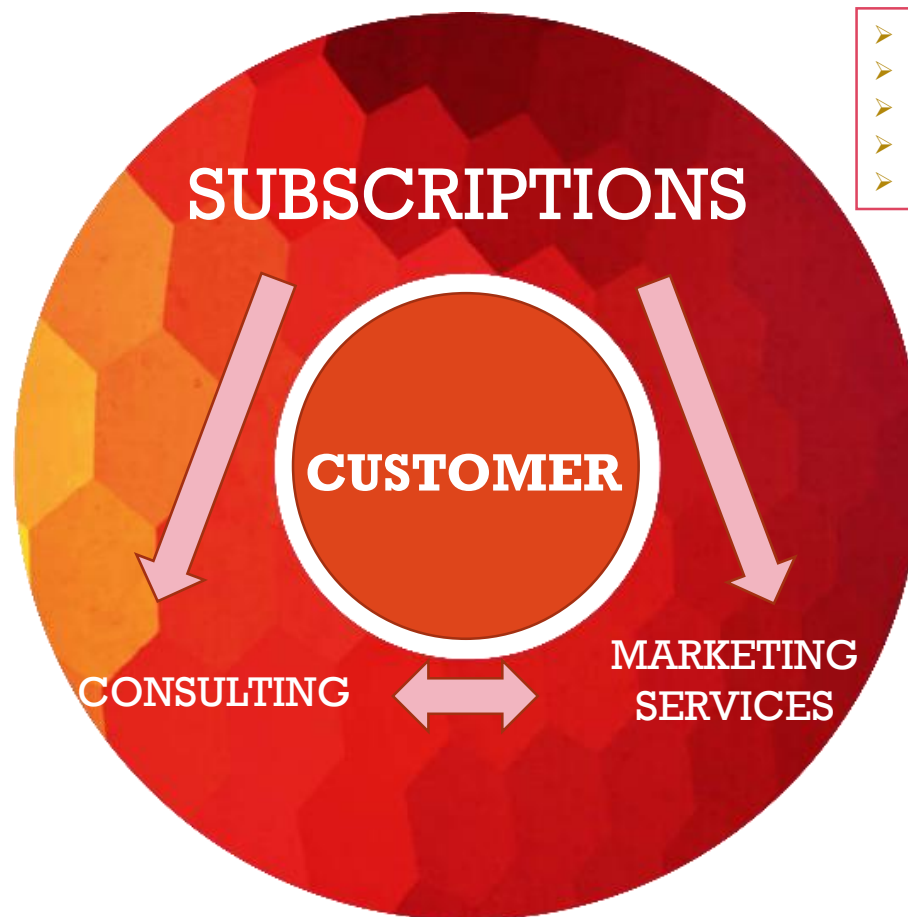 SUBSCRIPTIONS
CUSTOMER
CONSULTING
MARKETING
SERVICES